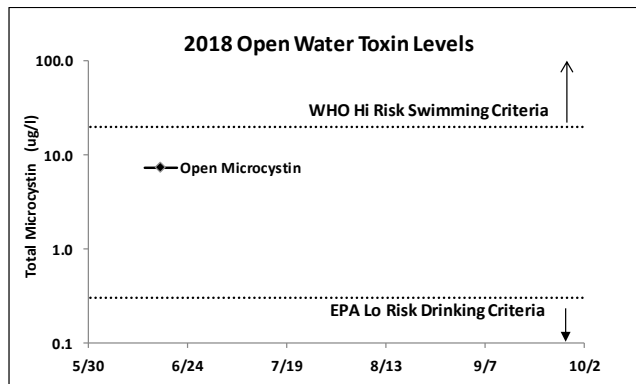 2018 Open Water Toxin Levels
100.0
WHO Hi Risk Swimming Criteria
10.0
Open Microcystin
Total Microcystin (ug/l)
1.0
EPA Lo Risk Drinking Criteria
0.1
5/30 6/24 7/19 8/13 9/7 10/2